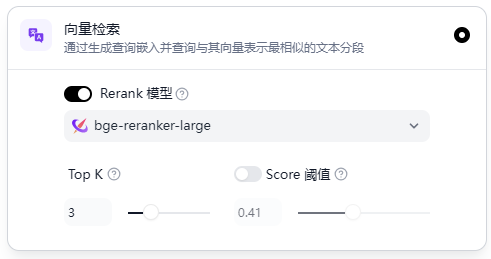 向量检索
通过生成查询嵌入并查询与其向量表示最相似的文本分段
Rerank 模型
bge-reranker-large
Top K
Score 阈值
3
0.41